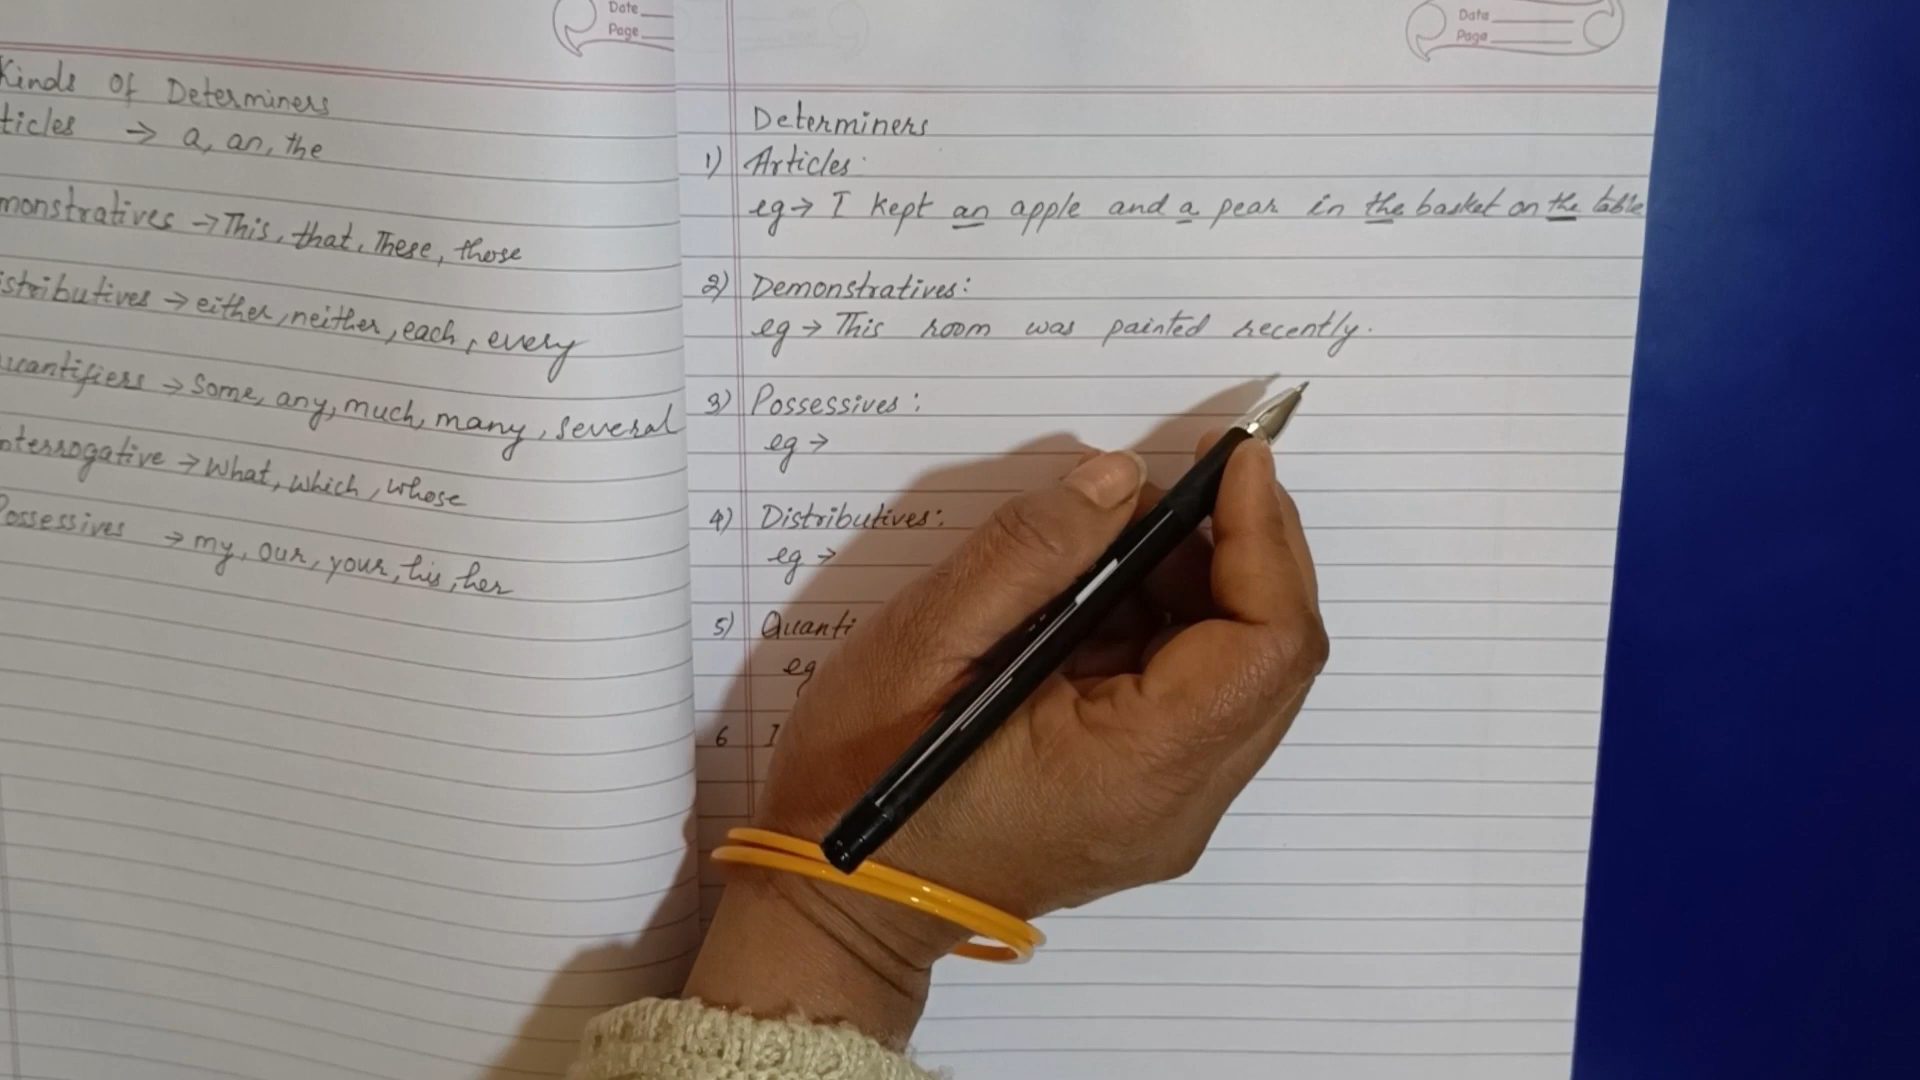 Date
Page
Kinds Of Determiners
ticles → a, an, the
monstratives → This, that, These, those
istributives → either, neither, each, every
uantifiers → Some, any, much, many, several
nterrogative → What, which, whose
Possessives → my, our, your, his, her
Date
Page
Determiners
1) Articles:
eg → I kept an apple and a pear in the basket on the table
2) Demonstratives:
eg → This room was painted recently.
3) Possessives:
eg →
4) Distributives:
eg →
5) Quanti
eg
6 I